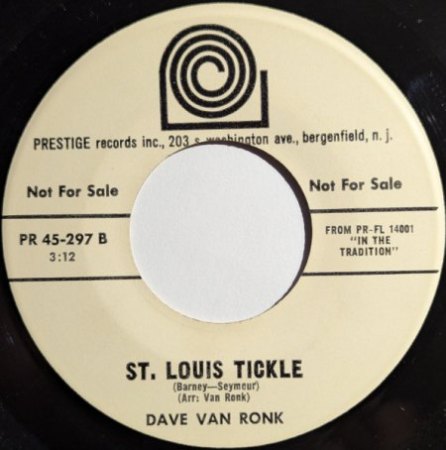 PRESTIGE records inc., 203 s. washington ave., bergenfield, n. j.
Not For Sale
Not For Sale
PR 45-297 B
3:12
FROM PR-FL 14001
"IN THE
TRADITION"
ST. LOUIS TICKLE
(Barney—Seymour)
(Arr: Van Ronk)
DAVE VAN RONK